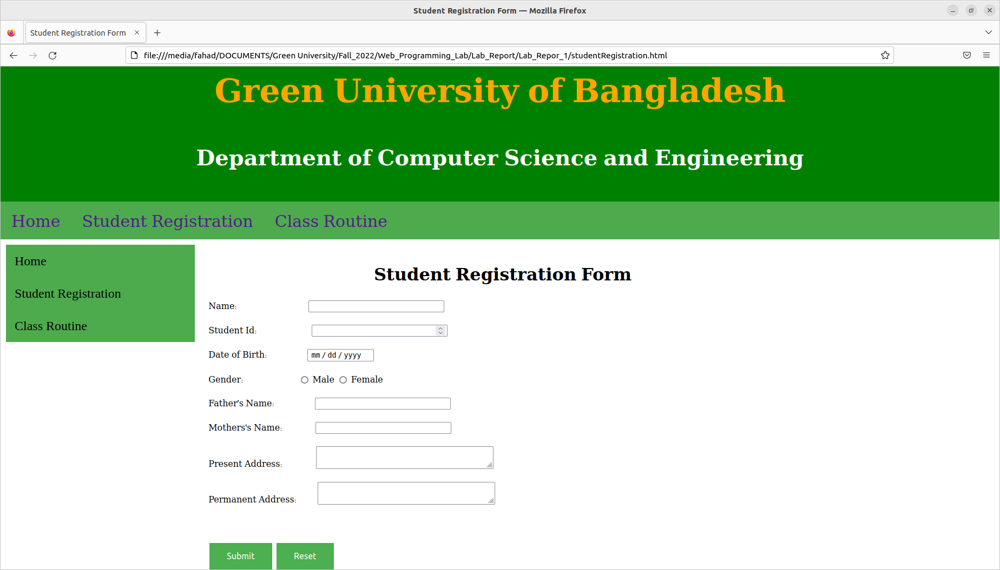 Student Registration Form — Mozilla Firefox
Student Registration Form
file:///media/fahad/DOCUMENTS/Green University/Fall_2022/Web_Programming_Lab/Lab_Report/Lab_Repor_1/studentRegistration.html
Green University of Bangladesh
Department of Computer Science and Engineering
Home Student Registration Class Routine
Home
Student Registration
Class Routine
Student Registration Form
Name:
Student Id:
Date of Birth: mm / dd / yyyy
Gender: Male Female
Father's Name:
Mothers's Name:
Present Address:
Permanent Address:
Submit Reset